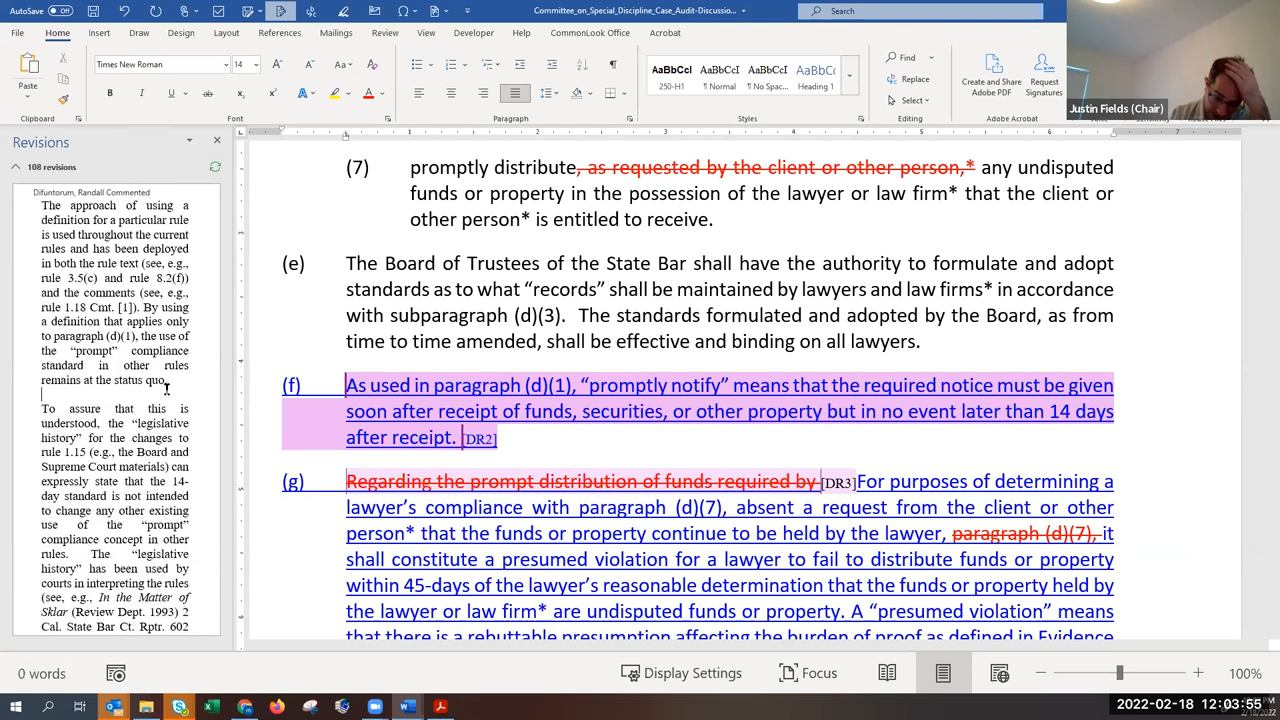 AutoSave Off
Committee_on_Special_Discipline_Case_Audit-Discussio...
Search
File Home Insert Draw Design Layout References Mailings Review View Developer Help CommonLook Office Acrobat
Paste
Times New Roman 14
AaBbCcI AaBbCcI AaBbCcI AaBbCcI
250-H1 ¶ Normal ¶ No Spac... Heading 1
Find
Replace
Select
Create and Share Adobe PDF
Request Signatures
Clipboard Font Paragraph Styles Editing Adobe Acrobat
Justin Fields (Chair)
Revisions
108 revisions
Difuntorum, Randall Commented
The approach of using a
definition for a particular rule
is used throughout the current
rules and has been deployed
in both the rule text (see, e.g.,
rule 3.5(c) and rule 8.2(f))
and the comments (see, e.g.,
rule 1.18 Cmt. [1]). By using
a definition that applies only
to paragraph (d)(1), the use of
the “prompt” compliance
standard in other rules
remains at the status quo.
To assure that this is
understood, the “legislative
history” for the changes to
rule 1.15 (e.g., the Board and
Supreme Court materials) can
expressly state that the 14-
day standard is not intended
to change any other existing
use of the “prompt”
compliance concept in other
rules. The “legislative
history” has been used by
courts in interpreting the rules
(see, e.g., In the Matter of
Sklar (Review Dept. 1993) 2
Cal. State Bar Ct. Rptr. 602
(7) promptly distribute, as requested by the client or other person,* any undisputed
funds or property in the possession of the lawyer or law firm* that the client or
other person* is entitled to receive.
(e) The Board of Trustees of the State Bar shall have the authority to formulate and adopt
standards as to what “records” shall be maintained by lawyers and law firms* in accordance
with subparagraph (d)(3). The standards formulated and adopted by the Board, as from
time to time amended, shall be effective and binding on all lawyers.
(f) As used in paragraph (d)(1), “promptly notify” means that the required notice must be given
soon after receipt of funds, securities, or other property but in no event later than 14 days
after receipt. [DR2]
(g) Regarding the prompt distribution of funds required by [DR3]For purposes of determining a
lawyer’s compliance with paragraph (d)(7), absent a request from the client or other
person* that the funds or property continue to be held by the lawyer, paragraph (d)(7), it
shall constitute a presumed violation for a lawyer to fail to distribute funds or property
within 45-days of the lawyer’s reasonable determination that the funds or property held by
the lawyer or law firm* are undisputed funds or property. A “presumed violation” means
that there is a rebuttable presumption affecting the burden of proof as defined in Evidence
0 words
Display Settings
Focus
100%
2022-02-18 12:03:55